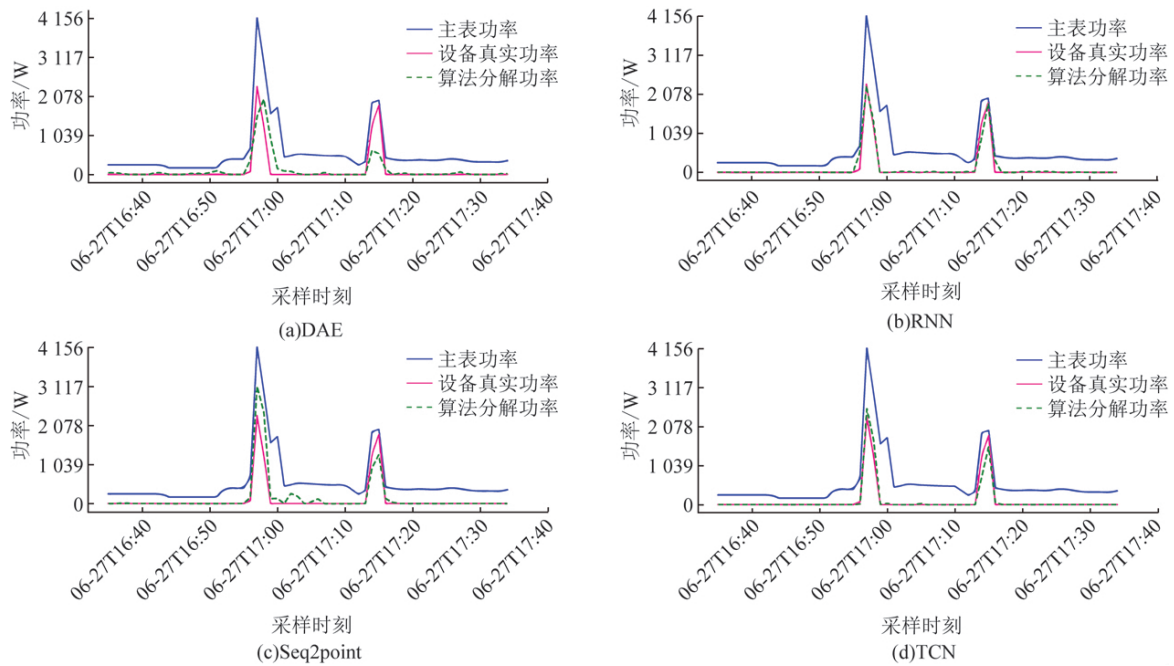 4 156
3 117
2 078
1 039
0
功率/W
主表功率
设备真实功率
算法分解功率
06-27T16:40
06-27T16:50
06-27T17:00
06-27T17:10
06-27T17:20
06-27T17:30
06-27T17:40
采样时刻
(a)DAE
4 156
3 117
2 078
1 039
0
功率/W
主表功率
设备真实功率
算法分解功率
06-27T16:40
06-27T16:50
06-27T17:00
06-27T17:10
06-27T17:20
06-27T17:30
06-27T17:40
采样时刻
(b)RNN
4 156
3 117
2 078
1 039
0
功率/W
主表功率
设备真实功率
算法分解功率
06-27T16:40
06-27T16:50
06-27T17:00
06-27T17:10
06-27T17:20
06-27T17:30
06-27T17:40
采样时刻
(c)Seq2point
4 156
3 117
2 078
1 039
0
功率/W
主表功率
设备真实功率
算法分解功率
06-27T16:40
06-27T16:50
06-27T17:00
06-27T17:10
06-27T17:20
06-27T17:30
06-27T17:40
采样时刻
(d)TCN